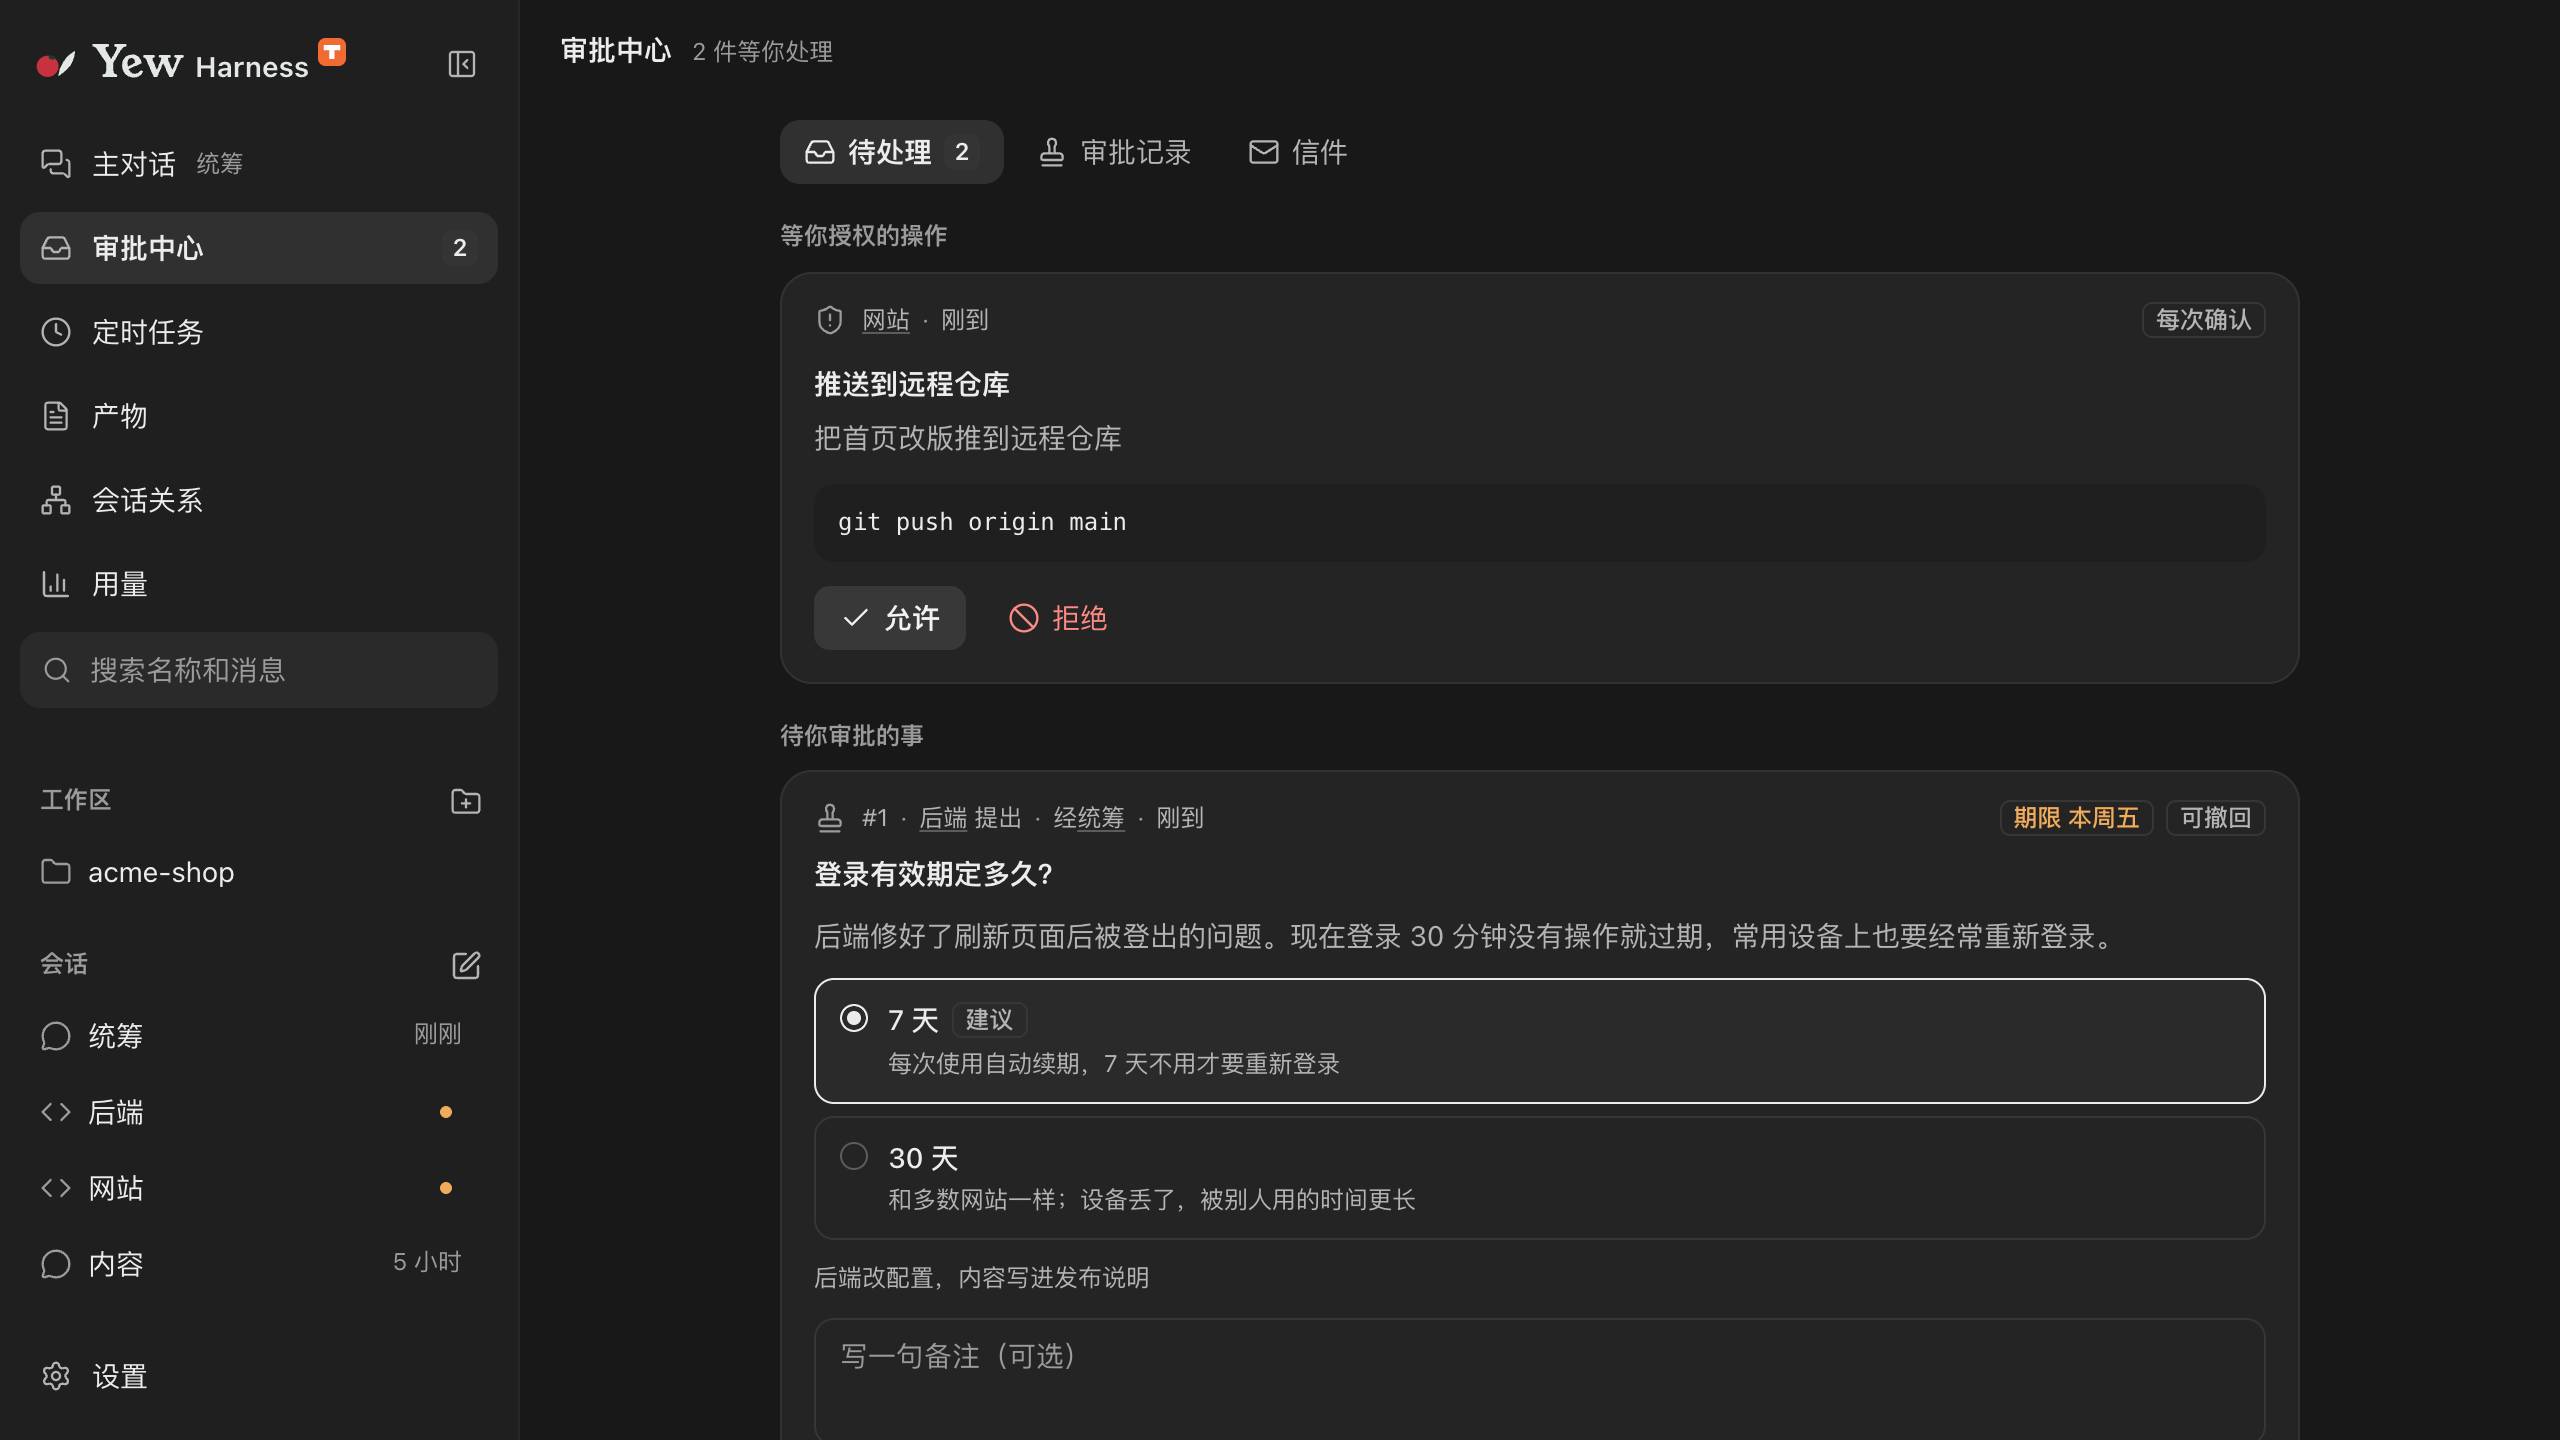 Yew Harness T
主对话 统筹
审批中心 2
定时任务
产物
会话关系
用量
搜索名称和消息
工作区
acme-shop
会话
统筹 刚刚
后端
网站
内容 5 小时
设置
审批中心 2 件等你处理
待处理 2 审批记录 信件
等你授权的操作
网站 · 刚到 每次确认
推送到远程仓库
把首页改版推到远程仓库
git push origin main
允许 拒绝
待你审批的事
#1 · 后端 提出 · 经统筹 · 刚到 期限 本周五 可撤回
登录有效期定多久?
后端修好了刷新页面后被登出的问题。现在登录 30 分钟没有操作就过期，常用设备上也要经常重新登录。
7 天 建议
每次使用自动续期，7 天不用才要重新登录
30 天
和多数网站一样；设备丢了，被别人用的时间更长
后端改配置，内容写进发布说明
写一句备注（可选）